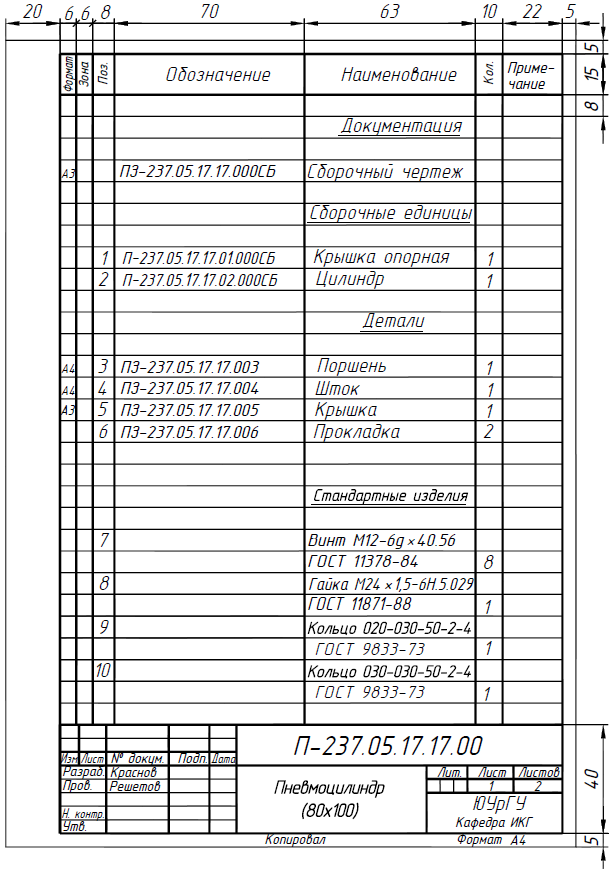 20 6 6 8 70 63 10 22 5
5
Формат Зона Поз. Обозначение Наименование Кол. Приме-
чание
15
8
Документация
А3 ПЭ-237.05.17.17.000СБ Сборочный чертеж
Сборочные единицы
1 П-237.05.17.17.01.000СБ Крышка опорная 1
2 П-237.05.17.17.02.000СБ Цилиндр 1
Детали
А4 3 ПЭ-237.05.17.17.003 Поршень 1
А4 4 ПЭ-237.05.17.17.004 Шток 1
А3 5 ПЭ-237.05.17.17.005 Крышка 1
6 ПЭ-237.05.17.17.006 Прокладка 2
Стандартные изделия
7 Винт М12-6g×40.56
ГОСТ 11378-84 8
8 Гайка М24×1,5-6Н.5.029
ГОСТ 11871-88 1
9 Кольцо 020-030-50-2-4
ГОСТ 9833-73 1
10 Кольцо 030-030-50-2-4
ГОСТ 9833-73 1
П-237.05.17.17.00
Изм Лист № докум. Подп. Дата
Разраб. Краснов
Пров. Решетов
Н. контр.
Утв.
Пневмоцилиндр
(80х100)
Лит. Лист Листов
1 2
ЮУрГУ
Кафедра ИКГ
40
Копировал Формат А4
5